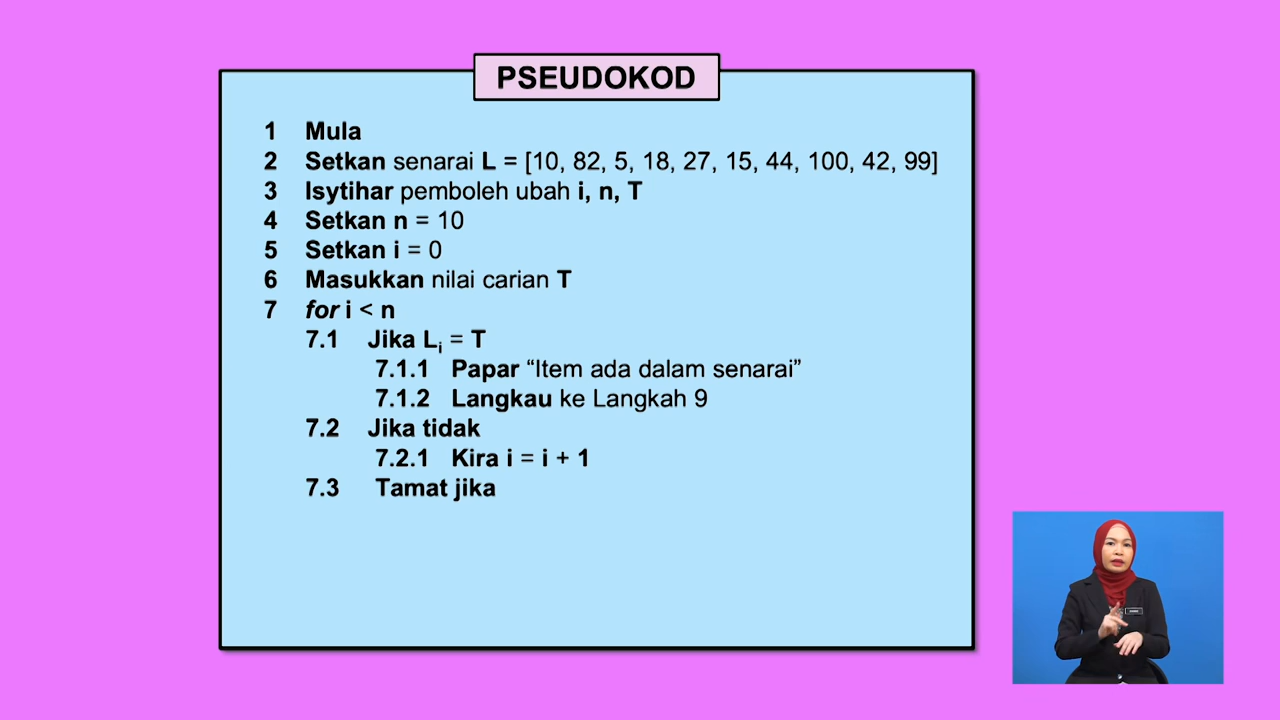 PSEUDOKOD
1 Mula
2 Setkan senarai L = [10, 82, 5, 18, 27, 15, 44, 100, 42, 99]
3 Isytihar pemboleh ubah i, n, T
4 Setkan n = 10
5 Setkan i = 0
6 Masukkan nilai carian T
7 for i < n
7.1 Jika Li = T
7.1.1 Papar “Item ada dalam senarai”
7.1.2 Langkau ke Langkah 9
7.2 Jika tidak
7.2.1 Kira i = i + 1
7.3 Tamat jika